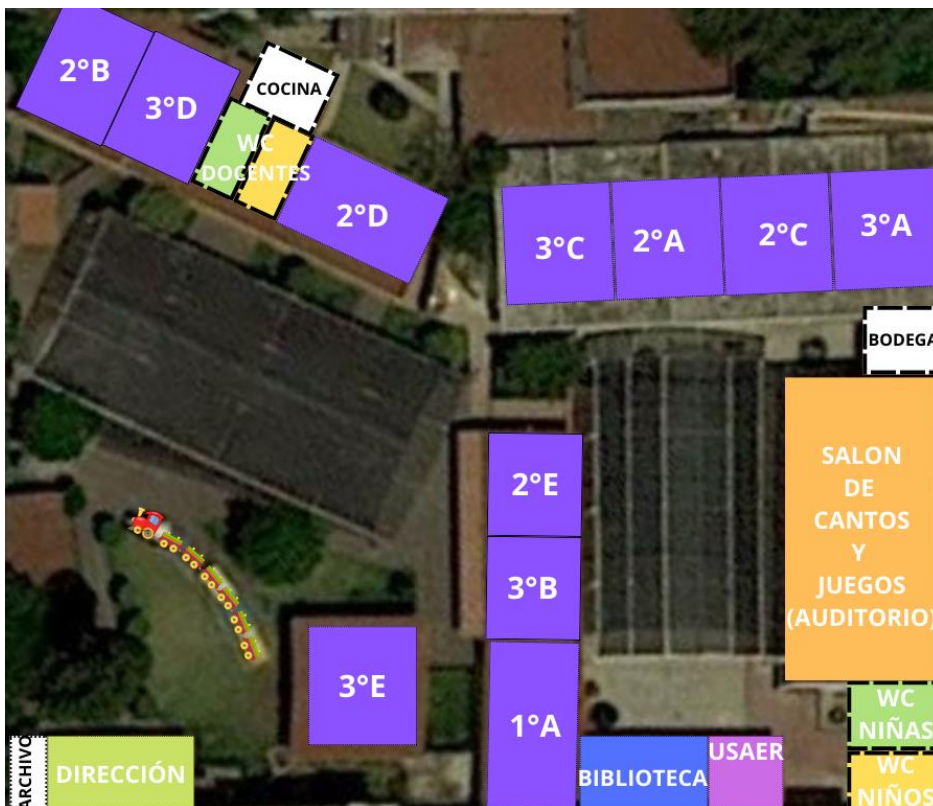 2°B
3°D
COCINA
WC
DOCENTES
2°D
3°C
2°A
2°C
3°A
BODEGA
SALON
DE
CANTOS
Y
JUEGOS
(AUDITORIO)
2°E
3°B
3°E
1°A
WC
NIÑAS
ARCHIVO
DIRECCIÓN
BIBLIOTECA
USAER
WC
NIÑOS